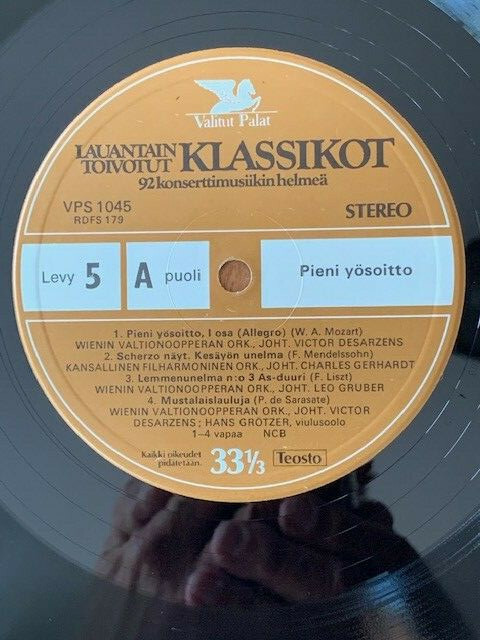 Valitut Palat
LAUANTAIN TOIVOTUT KLASSIKOT
92 konserttimusiikin helmeä
VPS 1045
RDFS 179
STEREO
Levy 5
A puoli
Pieni yösoitto
1. Pieni yösoitto, I osa (Allegro) (W. A. Mozart)
WIENIN VALTIONOOPPERAN ORK., JOHT. VICTOR DESARZENS
2. Scherzo näyt. Kesäyön unelma (F. Mendelssohn)
KANSALLINEN FILHARMONINEN ORK., JOHT. CHARLES GERHARDT
3. Lemmenunelma n:o 3 As-duuri (F. Liszt)
WIENIN VALTIONOOPPERAN ORK., JOHT. LEO GRUBER
4. Mustalaislauluja (P. de Sarasate)
WIENIN VALTIONOOPPERAN ORK., JOHT. VICTOR
DESARZENS; HANS GRÖTZER, viulusoolo
1–4 vapaa NCB
Kaikki oikeudet
pidätetään.
33 1/3
Teosto